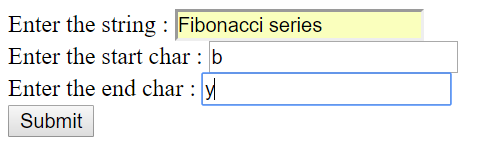 Enter the string : Fibonacci series
Enter the start char : b
Enter the end char : y
Submit